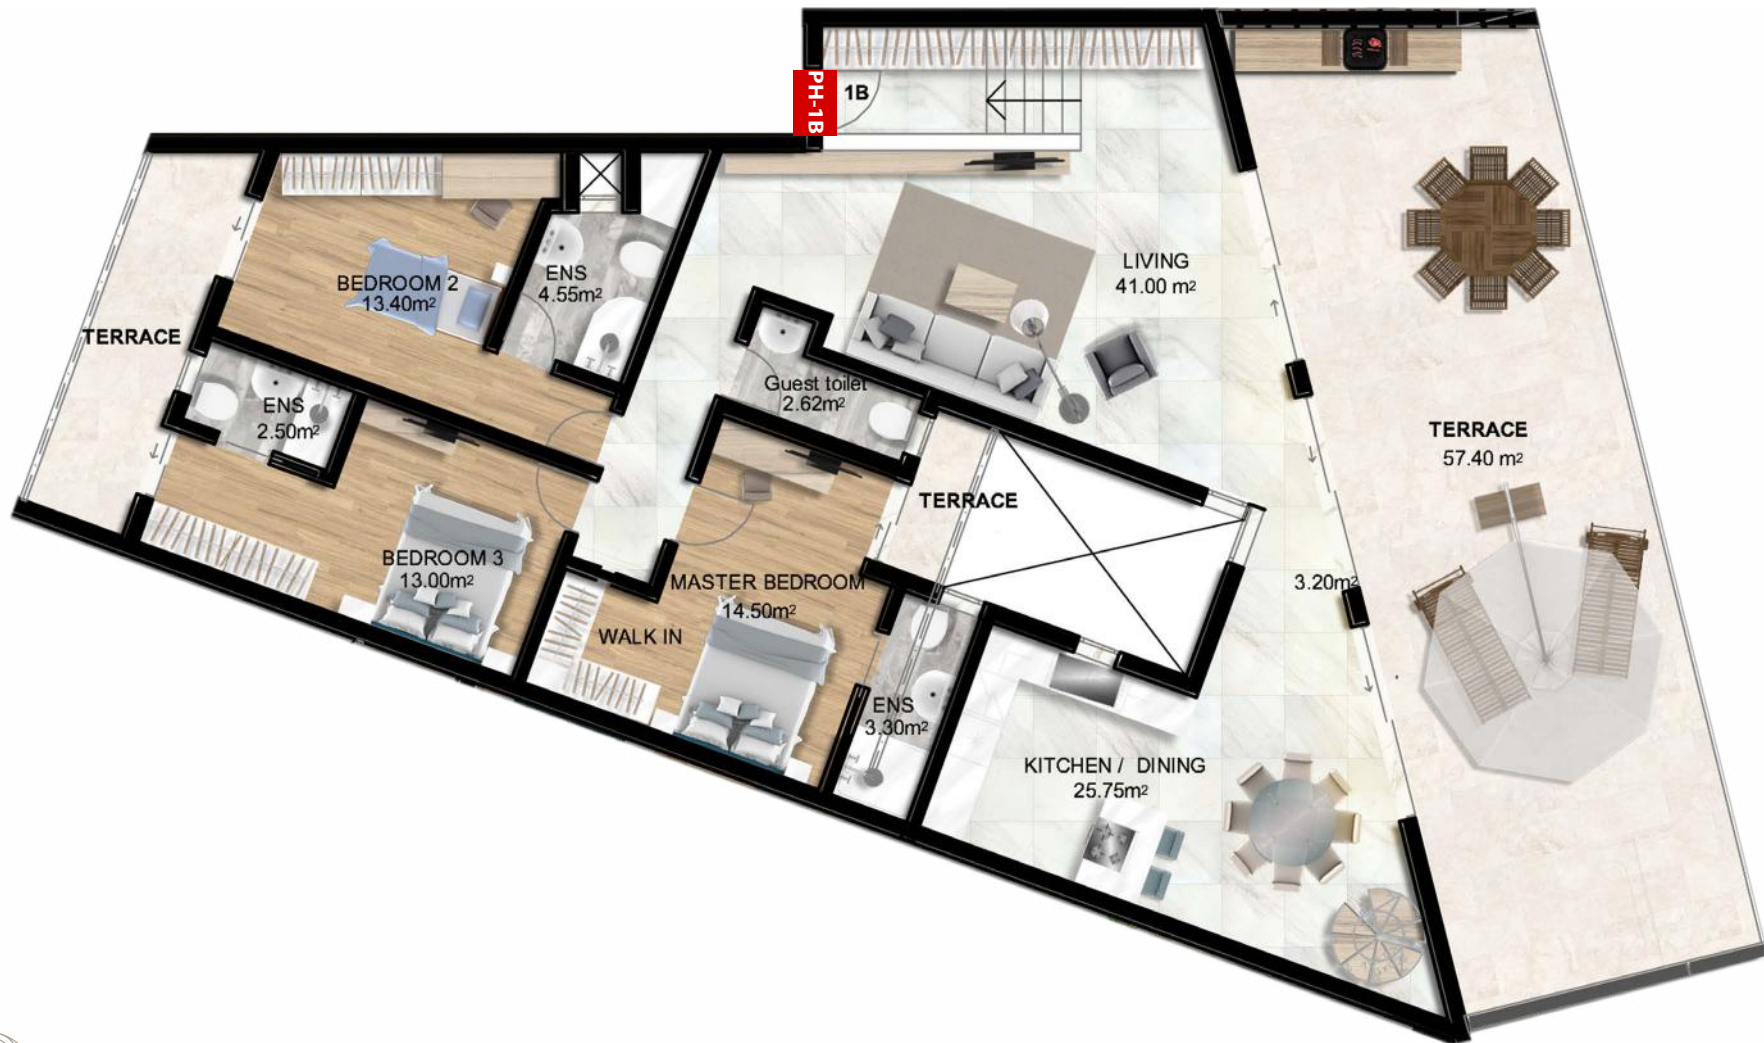 PH-1B
1B
LIVING
41.00 m²
BEDROOM 2
13.40m²
ENS
4.55m²
TERRACE
Guest toilet
2.62m²
ENS
2.50m²
TERRACE
57.40 m²
TERRACE
BEDROOM 3
13.00m²
MASTER BEDROOM
14.50m²
3.20m²
WALK IN
ENS
3.30m²
KITCHEN / DINING
25.75m²